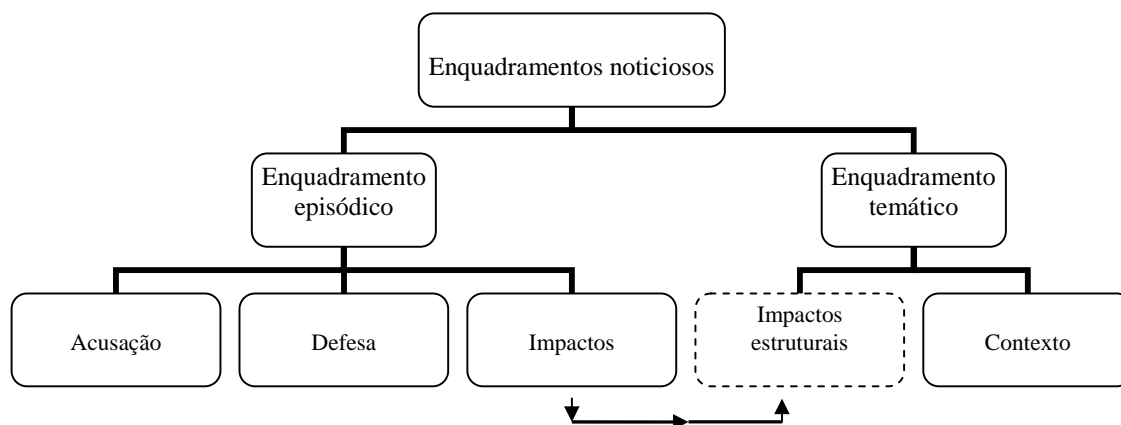 Enquadramentos noticiosos
Enquadramento
episódico
Enquadramento
temático
Acusação
Defesa
Impactos
Impactos
estruturais
Contexto